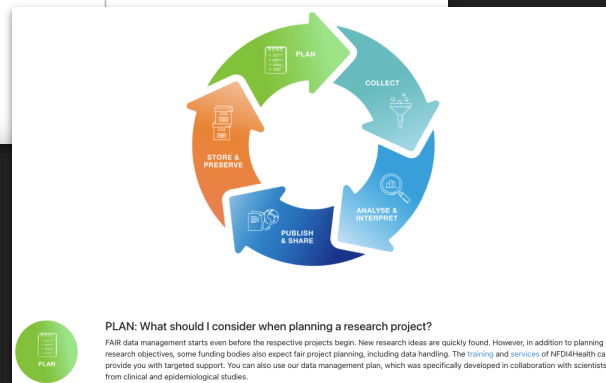 PLAN
COLLECT
STORE &
PRESERVE
ANALYSE &
INTERPRET
PUBLISH
& SHARE
PLAN
PLAN: What should I consider when planning a research project?
FAIR data management starts even before the respective projects begin. New research ideas are quickly found. However, in addition to planning
research objectives, some funding bodies also expect fair project planning, including data handling. The training and services of NFDI4Health ca
provide you with targeted support. You can also use our data management plan, which was specifically developed in collaboration with scientists
from clinical and epidemiological studies.